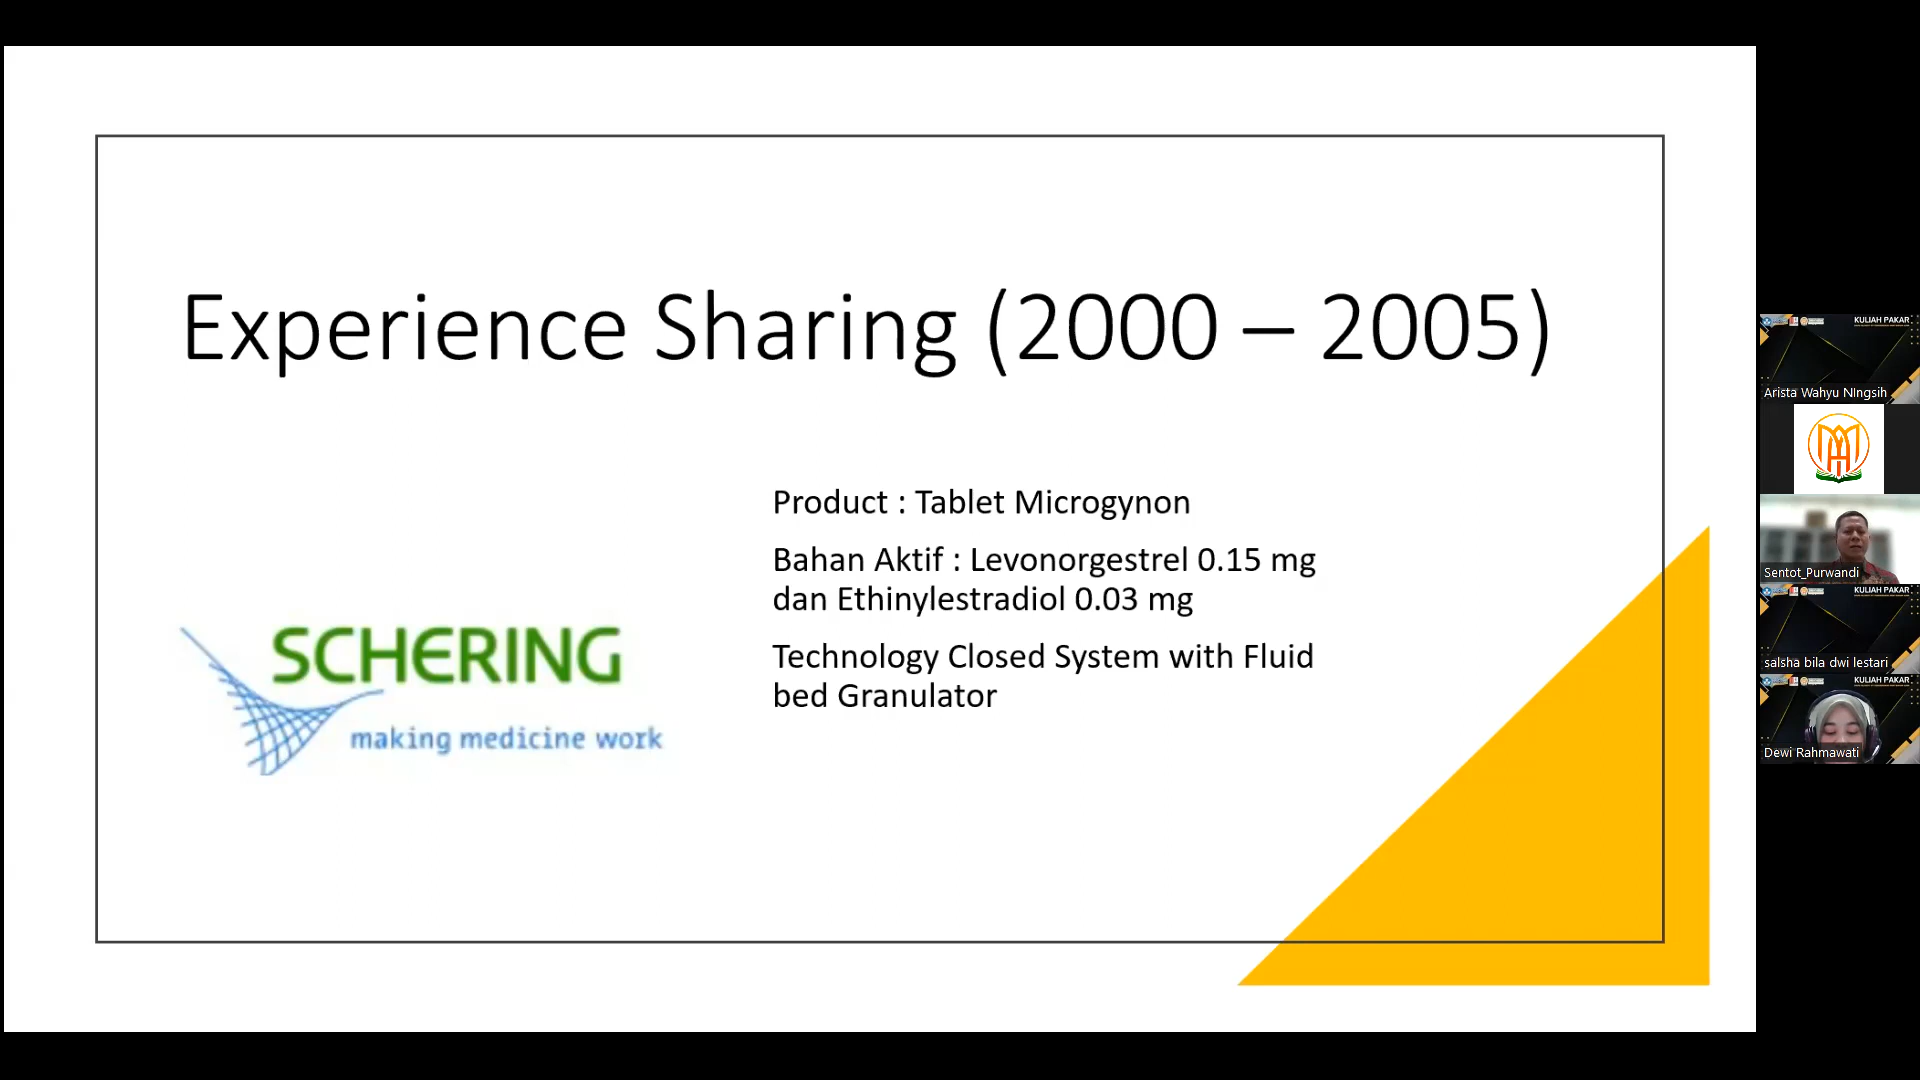 Experience Sharing (2000 – 2005)
Product : Tablet Microgynon
Bahan Aktif : Levonorgestrel 0.15 mg
dan Ethinylestradiol 0.03 mg
Technology Closed System with Fluid
bed Granulator
SCHERING
making medicine work
KULIAH PAKAR
Arista Wahyu NIngsih
Sentot_Purwandi
KULIAH PAKAR
salsha bila dwi lestari
KULIAH PAKAR
Dewi Rahmawati